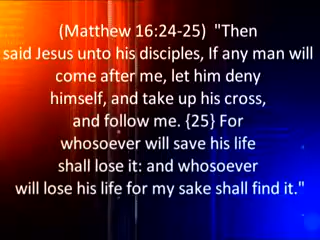 (Matthew 16:24-25)  "Then
said Jesus unto his disciples, If any man will
come after me, let him deny
himself, and take up his cross,
and follow me. {25} For
whosoever will save his life
shall lose it: and whosoever
will lose his life for my sake shall find it."